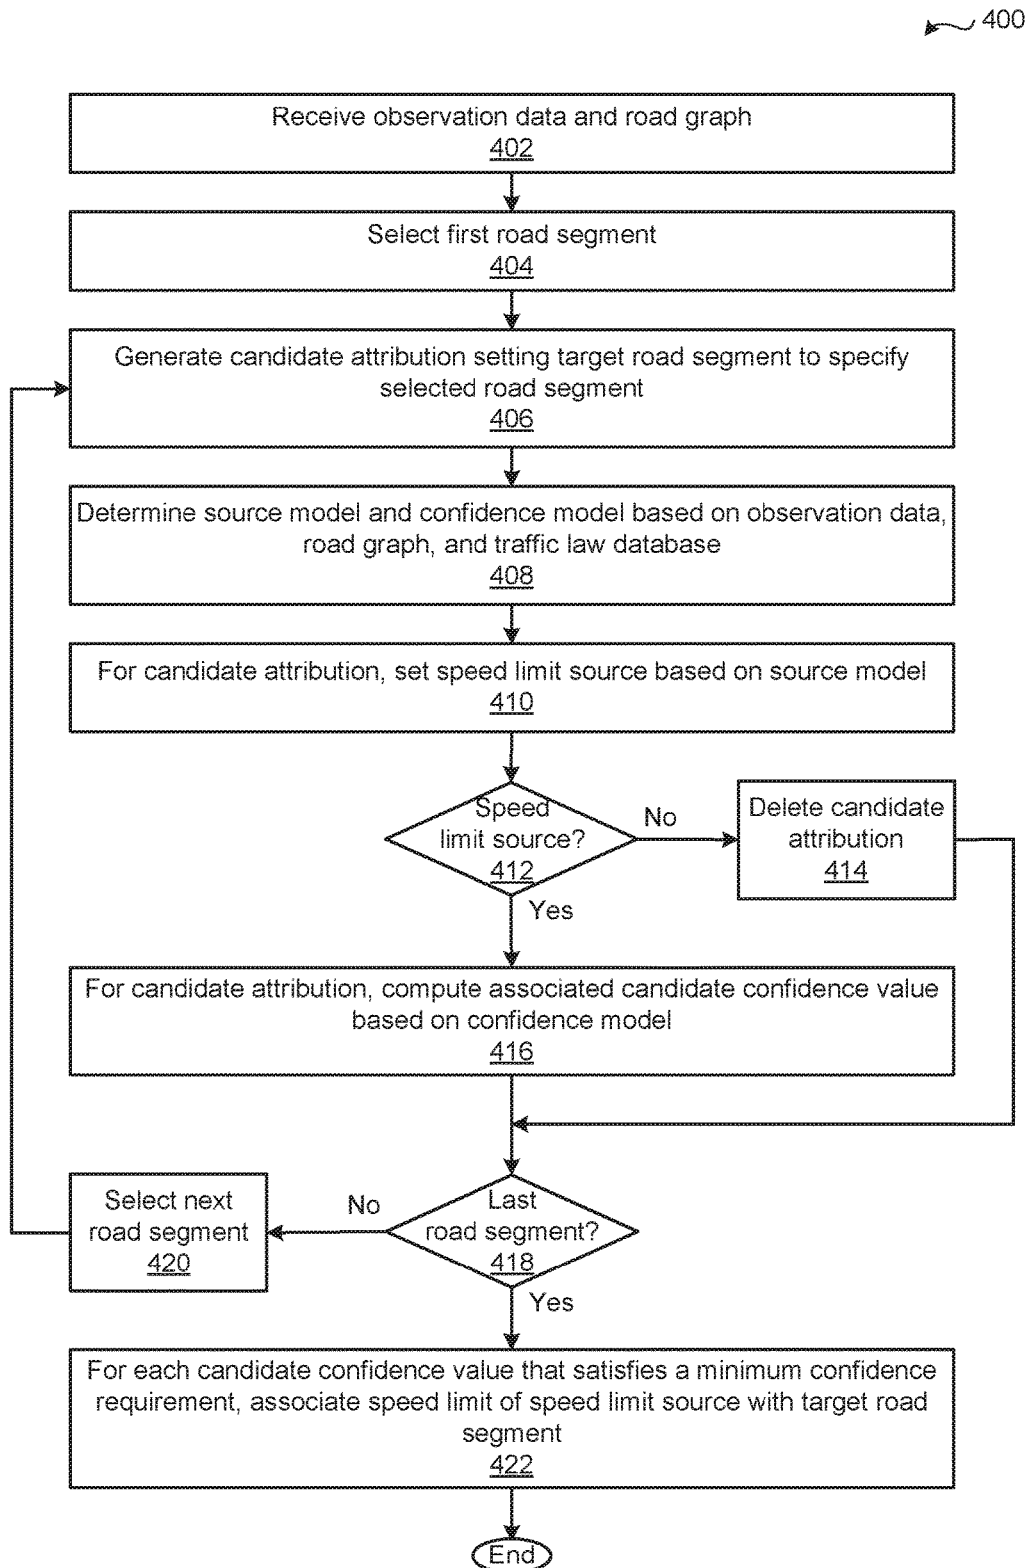 400
Receive observation data and road graph
402
Select first road segment
404
Generate candidate attribution setting target road segment to specify
selected road segment
406
Determine source model and confidence model based on observation data,
road graph, and traffic law database
408
For candidate attribution, set speed limit source based on source model
410
Speed
limit source?
412
No
Delete candidate
attribution
414
Yes
For candidate attribution, compute associated candidate confidence value
based on confidence model
416
Select next
road segment
420
No
Last
road segment?
418
Yes
For each candidate confidence value that satisfies a minimum confidence
requirement, associate speed limit of speed limit source with target road
segment
422
End